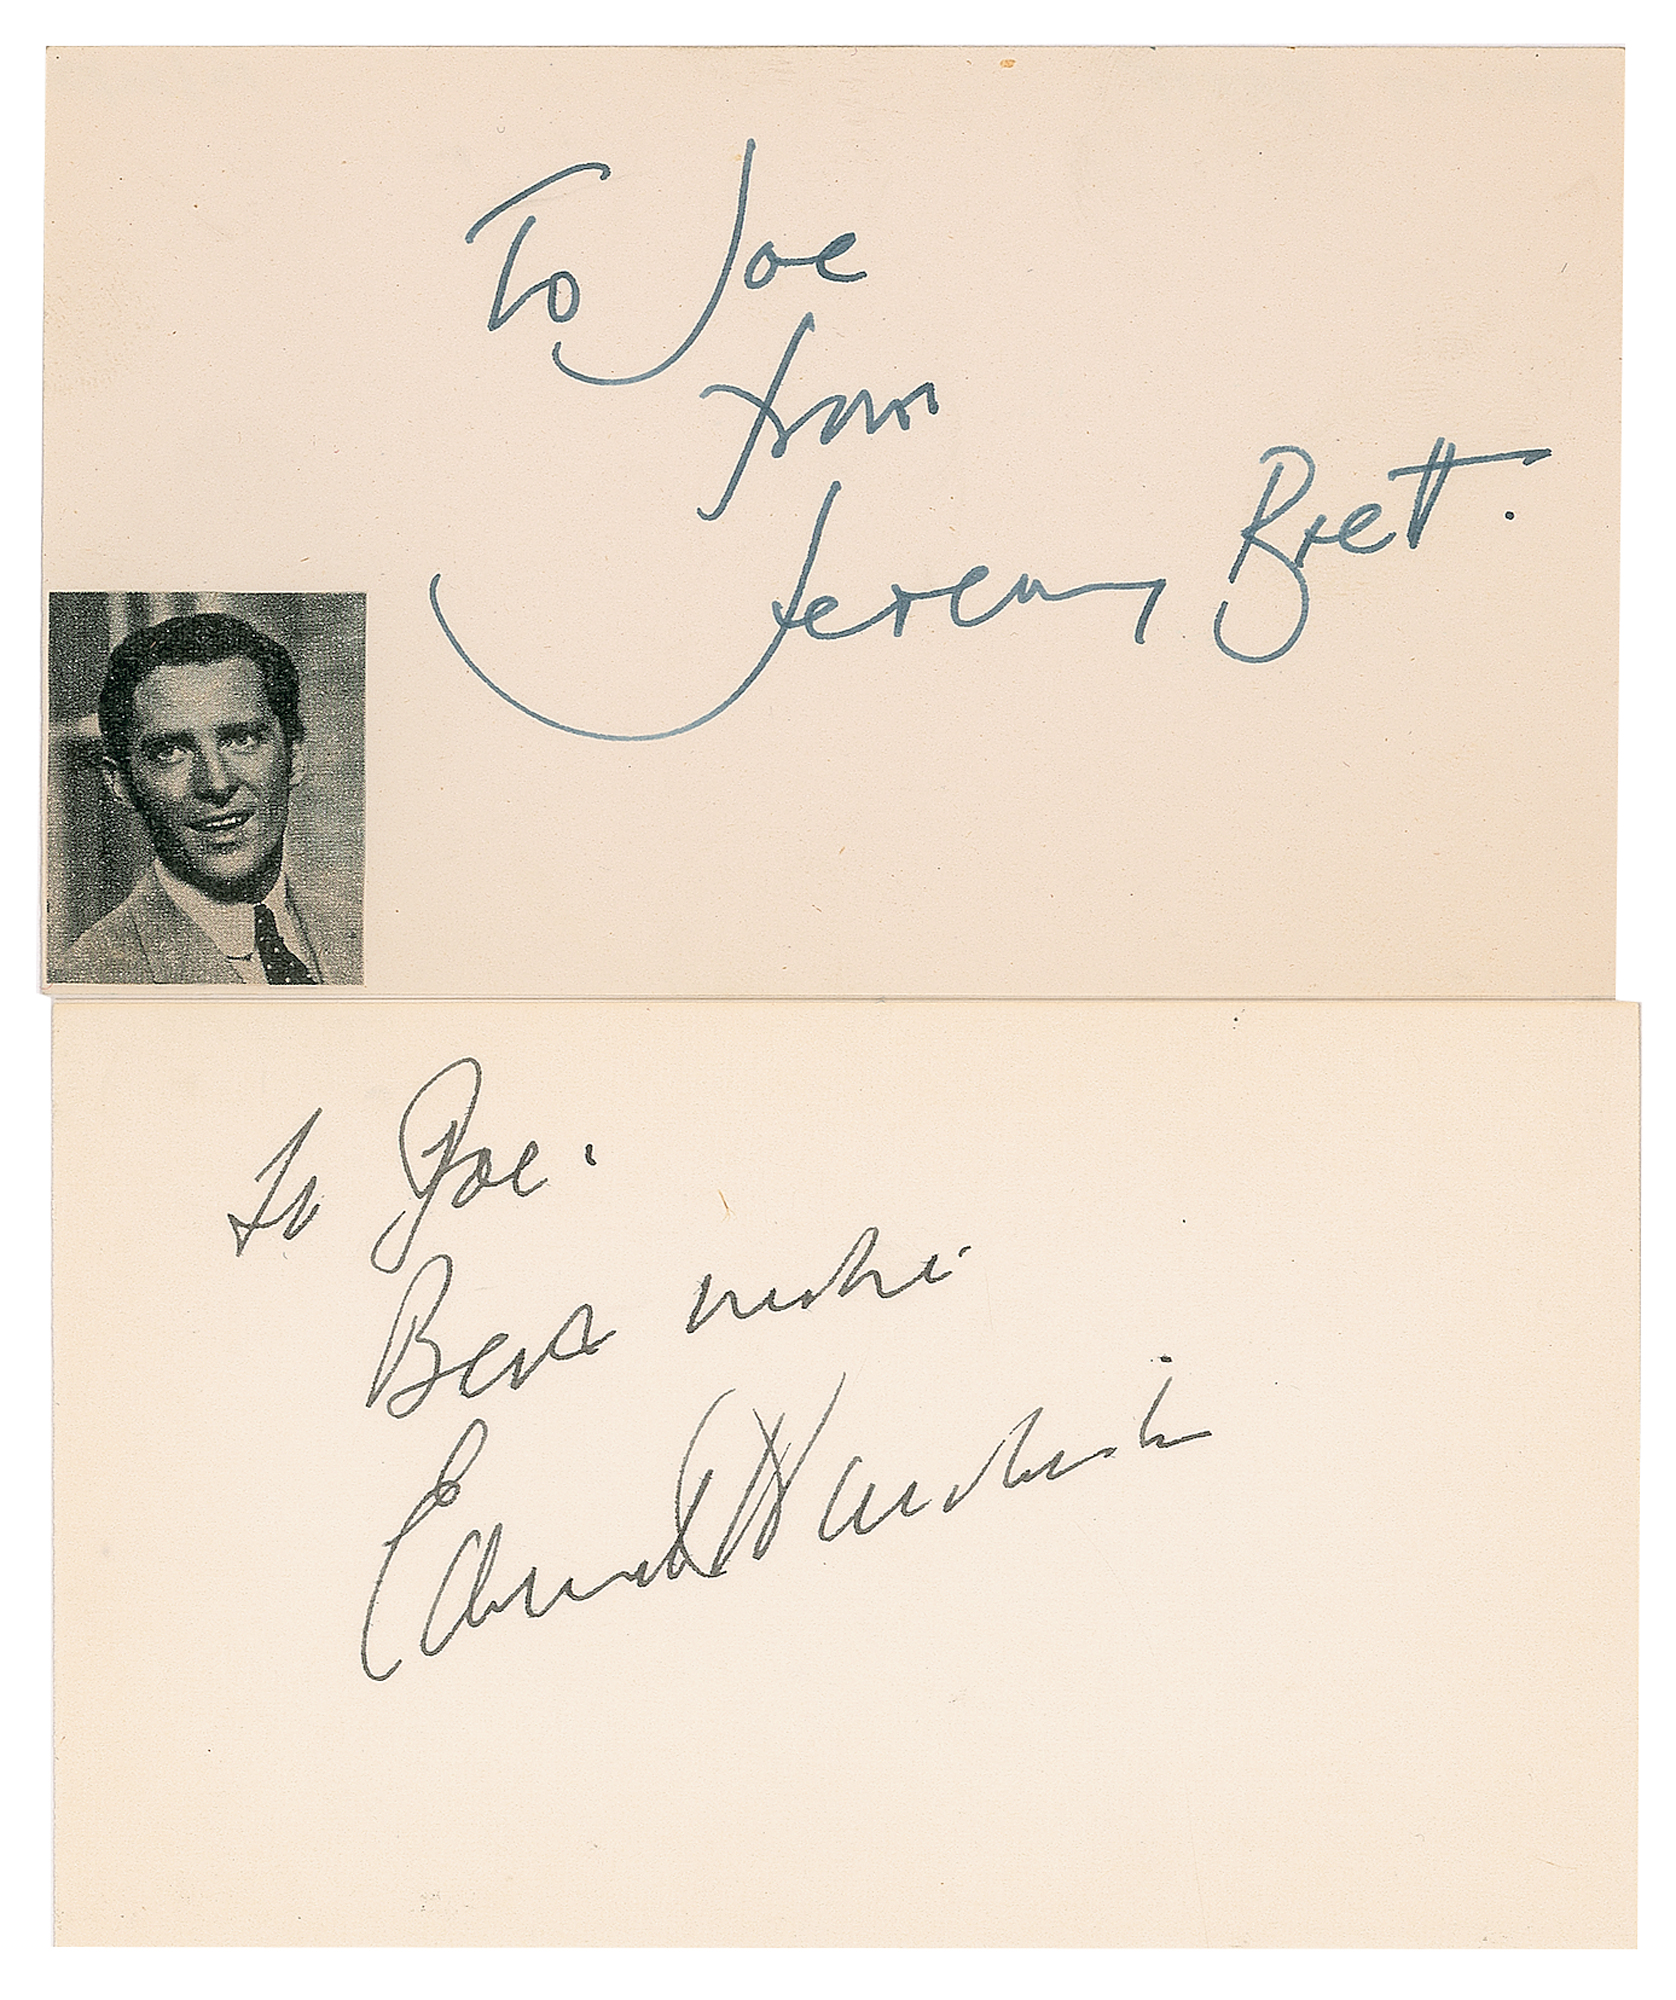 To Joe
from
Jeremy Brett.
To Joe.
Best wishes
Edward Hardwicke